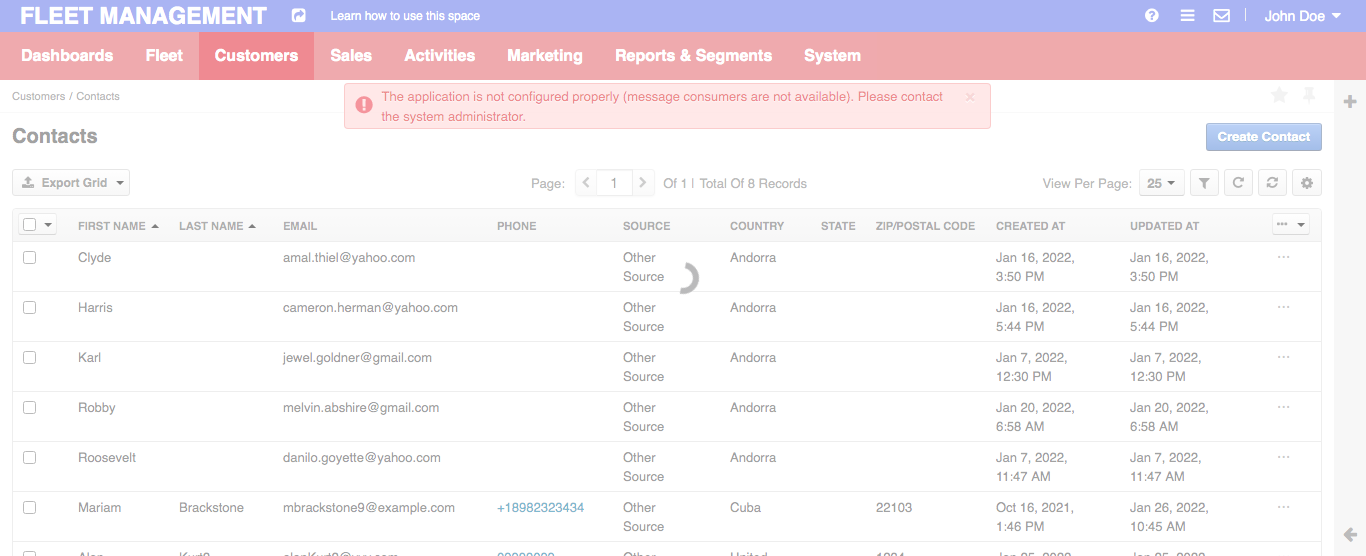 FLEET MANAGEMENT Learn how to use this space John Doe
Dashboards Fleet Customers Sales Activities Marketing Reports & Segments System
Customers / Contacts
The application is not configured properly (message consumers are not available). Please contact
the system administrator.
Contacts
Create Contact
Export Grid Page: 1 Of 1 | Total Of 8 Records View Per Page: 25
FIRST NAME LAST NAME EMAIL PHONE SOURCE COUNTRY STATE ZIP/POSTAL CODE CREATED AT UPDATED AT
Clyde amal.thiel@yahoo.com Other Andorra Jan 16, 2022, Jan 16, 2022,
Source 3:50 PM 3:50 PM
Harris cameron.herman@yahoo.com Other Andorra Jan 16, 2022, Jan 16, 2022,
Source 5:44 PM 5:44 PM
Karl jewel.goldner@gmail.com Other Andorra Jan 7, 2022, Jan 7, 2022,
Source 12:30 PM 12:30 PM
Robby melvin.abshire@gmail.com Other Andorra Jan 20, 2022, Jan 20, 2022,
Source 6:58 AM 6:58 AM
Roosevelt danilo.goyette@yahoo.com Other Andorra Jan 7, 2022, Jan 7, 2022,
Source 11:47 AM 11:47 AM
Mariam Brackstone mbrackstone9@example.com +18982323434 Other Cuba 22103 Oct 16, 2021, Jan 26, 2022,
Source 1:46 PM 10:45 AM
Other United